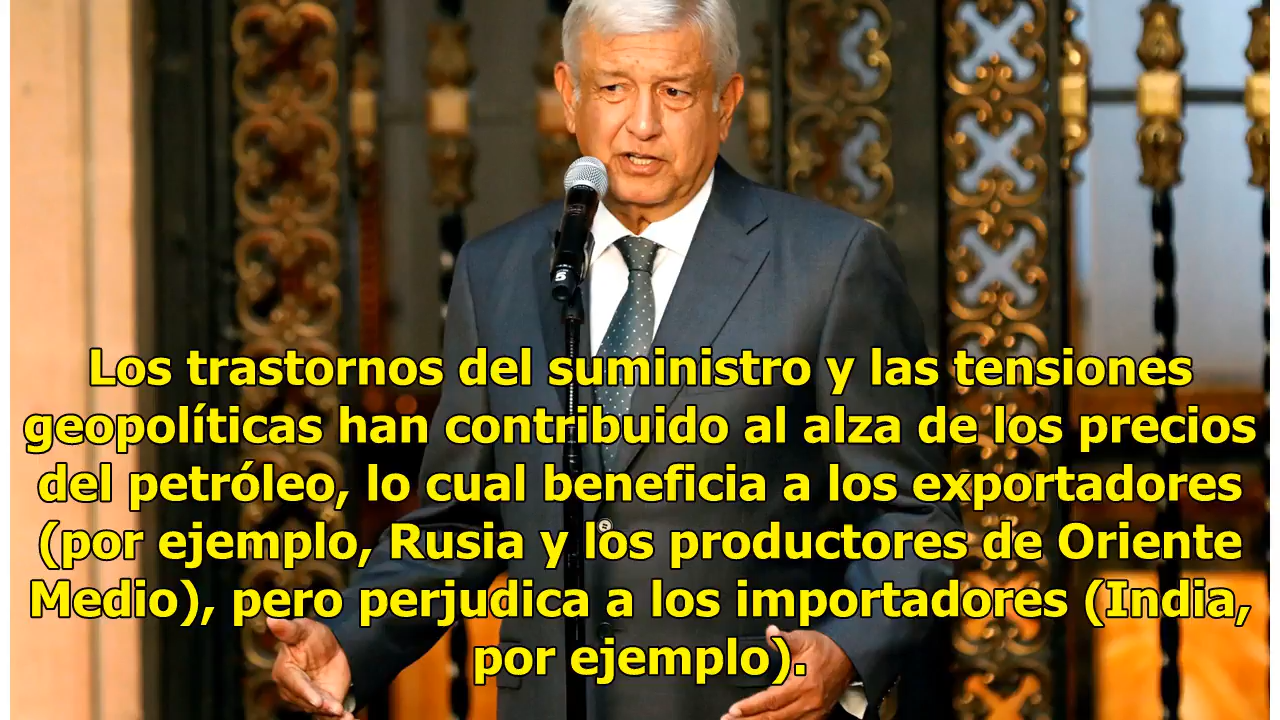 Los trastornos del suministro y las tensiones
geopolíticas han contribuido al alza de los precios
del petróleo, lo cual beneficia a los exportadores
(por ejemplo, Rusia y los productores de Oriente
Medio), pero perjudica a los importadores (India,
por ejemplo).
5